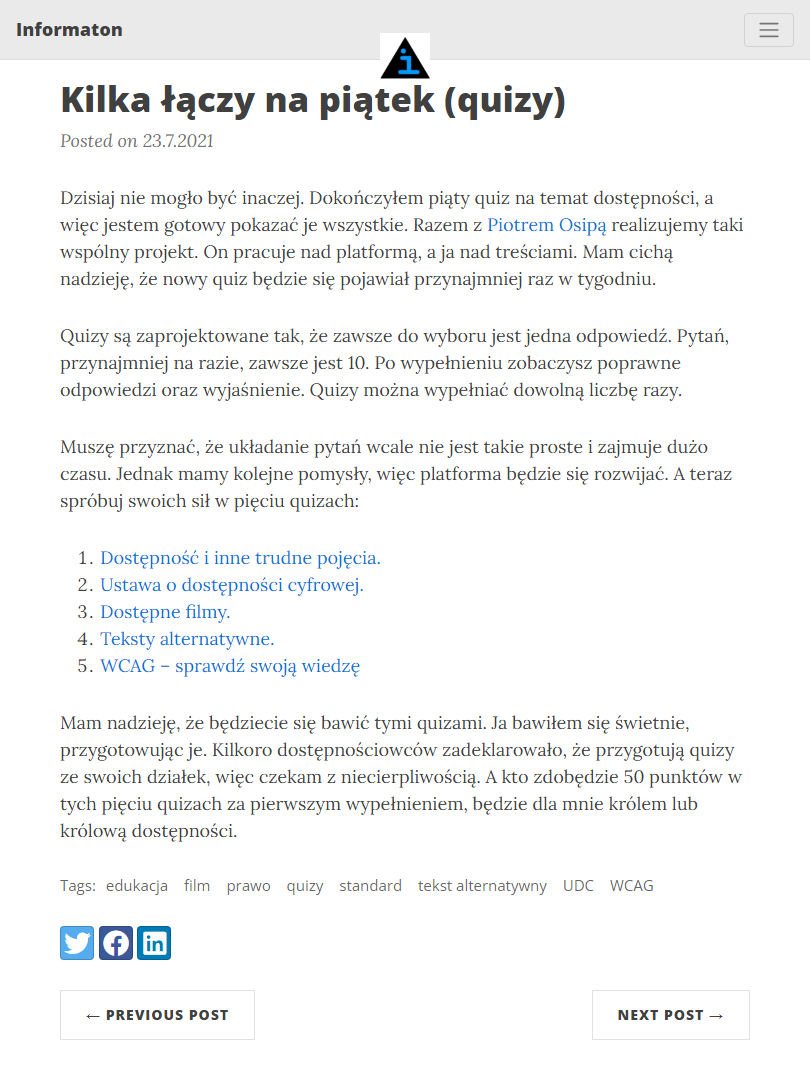 Informaton
i
Kilka łączy na piątek (quizy)
Posted on 23.7.2021
Dzisiaj nie mogło być inaczej. Dokończyłem piąty quiz na temat dostępności, a
więc jestem gotowy pokazać je wszystkie. Razem z Piotrem Osipą realizujemy taki
wspólny projekt. On pracuje nad platformą, a ja nad treściami. Mam cichą
nadzieję, że nowy quiz będzie się pojawiał przynajmniej raz w tygodniu.
Quizy są zaprojektowane tak, że zawsze do wyboru jest jedna odpowiedź. Pytań,
przynajmniej na razie, zawsze jest 10. Po wypełnieniu zobaczysz poprawne
odpowiedzi oraz wyjaśnienie. Quizy można wypełniać dowolną liczbę razy.
Muszę przyznać, że układanie pytań wcale nie jest takie proste i zajmuje dużo
czasu. Jednak mamy kolejne pomysły, więc platforma będzie się rozwijać. A teraz
spróbuj swoich sił w pięciu quizach:
1. Dostępność i inne trudne pojęcia.
2. Ustawa o dostępności cyfrowej.
3. Dostępne filmy.
4. Teksty alternatywne.
5. WCAG – sprawdź swoją wiedzę
Mam nadzieję, że będziecie się bawić tymi quizami. Ja bawiłem się świetnie,
przygotowując je. Kilkoro dostępnościowców zadeklarowało, że przygotują quizy
ze swoich działek, więc czekam z niecierpliwością. A kto zdobędzie 50 punktów w
tych pięciu quizach za pierwszym wypełnieniem, będzie dla mnie królem lub
królową dostępności.
Tags: edukacja film prawo quizy standard tekst alternatywny UDC WCAG
← PREVIOUS POST
NEXT POST →